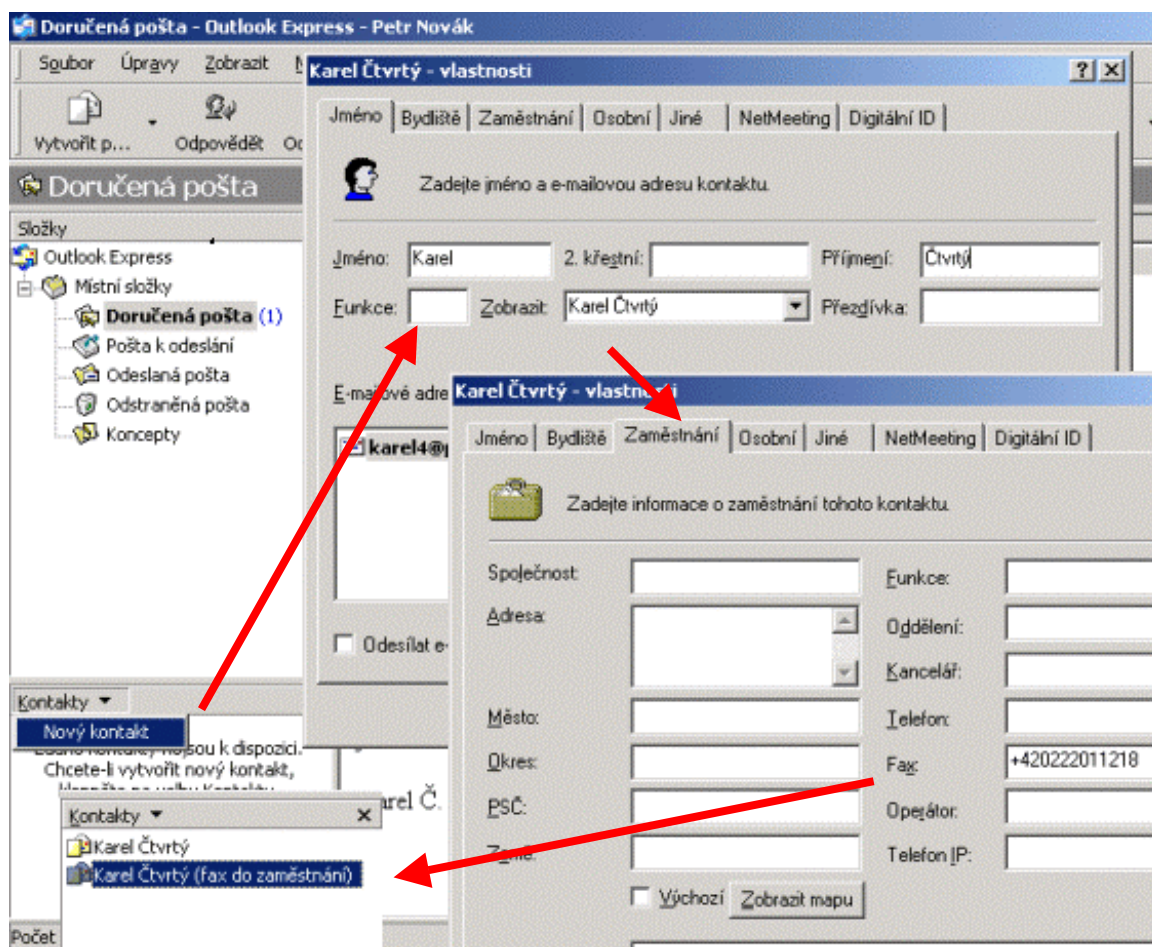 Doručená pošta - Outlook Express - Petr Novák
Soubor Úpravy Zobrazit
Vytvořit p... Odpovědět
Doručená pošta
Složky
Outlook Express
Místní složky
Doručená pošta (1)
Pošta k odeslání
Odeslaná pošta
Odstraněná pošta
Koncepty
Karel Čtvrtý - vlastnosti
Jméno Bydliště Zaměstnání Osobní Jiné NetMeeting Digitální ID
Zadejte jméno a e-mailovou adresu kontaktu.
Jméno: Karel 2. křestní: Příjmení: Čtvrtý
Funkce: Zobrazit: Karel Čtvrtý Přezdívka:
E-mailové adre
karel4@
Odesílat e-
Karel Čtvrtý - vlastnosti
Jméno Bydliště Zaměstnání Osobní Jiné NetMeeting Digitální ID
Zadejte informace o zaměstnání tohoto kontaktu.
Společnost: Funkce:
Adresa: Oddělení:
Kancelář:
Město: Telefon:
Okres: Fax: +420222011218
PSČ: Operátor:
Země: Telefon IP:
Výchozí Zobrazit mapu
Kontakty
Nový kontakt
k dispozici.
Chcete-li vytvořit nový kontakt,
arel Č.
Kontakty
Karel Čtvrtý
Karel Čtvrtý (fax do zaměstnání)
Počet